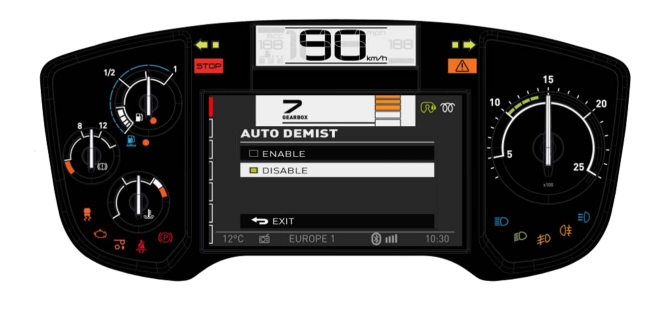 90
km/h
188
188
STOP
1/2
1
8
12
7
GEARBOX
AUTO DEMIST
ENABLE
DISABLE
EXIT
12°C
EUROPE 1
10:30
5
10
15
20
25
x100
AdBlue
(P)